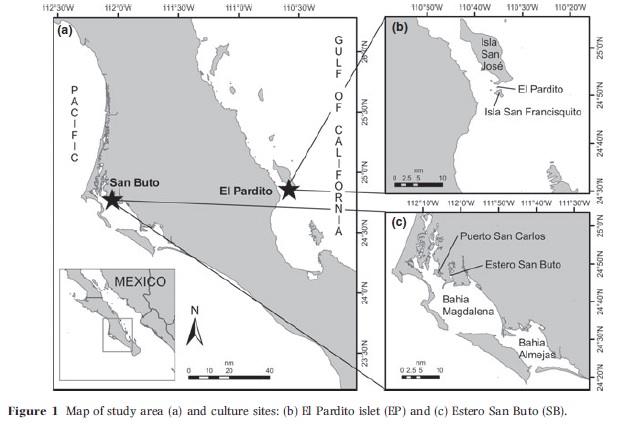 112°30'W 112°0'W 111°30'W 111°0'W 110°30'W
(a)
PACIFIC
GULF OF CALIFORNIA
San Buto
El Pardito
MEXICO
N
nm
0 10 20 40
25°30'N
25°0'N
24°30'N
24°0'N
23°30'N
110°50'W 110°40'W 110°30'W 110°20'W
(b)
Isla
San
José
El Pardito
Isla San Francisquito
nm
0 2.5 5 10
25°0'N
24°50'N
24°40'N
24°30'N
112°10'W 112°0'W 111°50'W 111°40'W 111°30'W
(c)
Puerto San Carlos
Estero San Buto
Bahía
Magdalena
Bahía
Almejas
nm
0 2.5 5 10
25°0'N
24°50'N
24°40'N
24°30'N
24°20'N
Figure 1 Map of study area (a) and culture sites: (b) El Pardito islet (EP) and (c) Estero San Buto (SB).